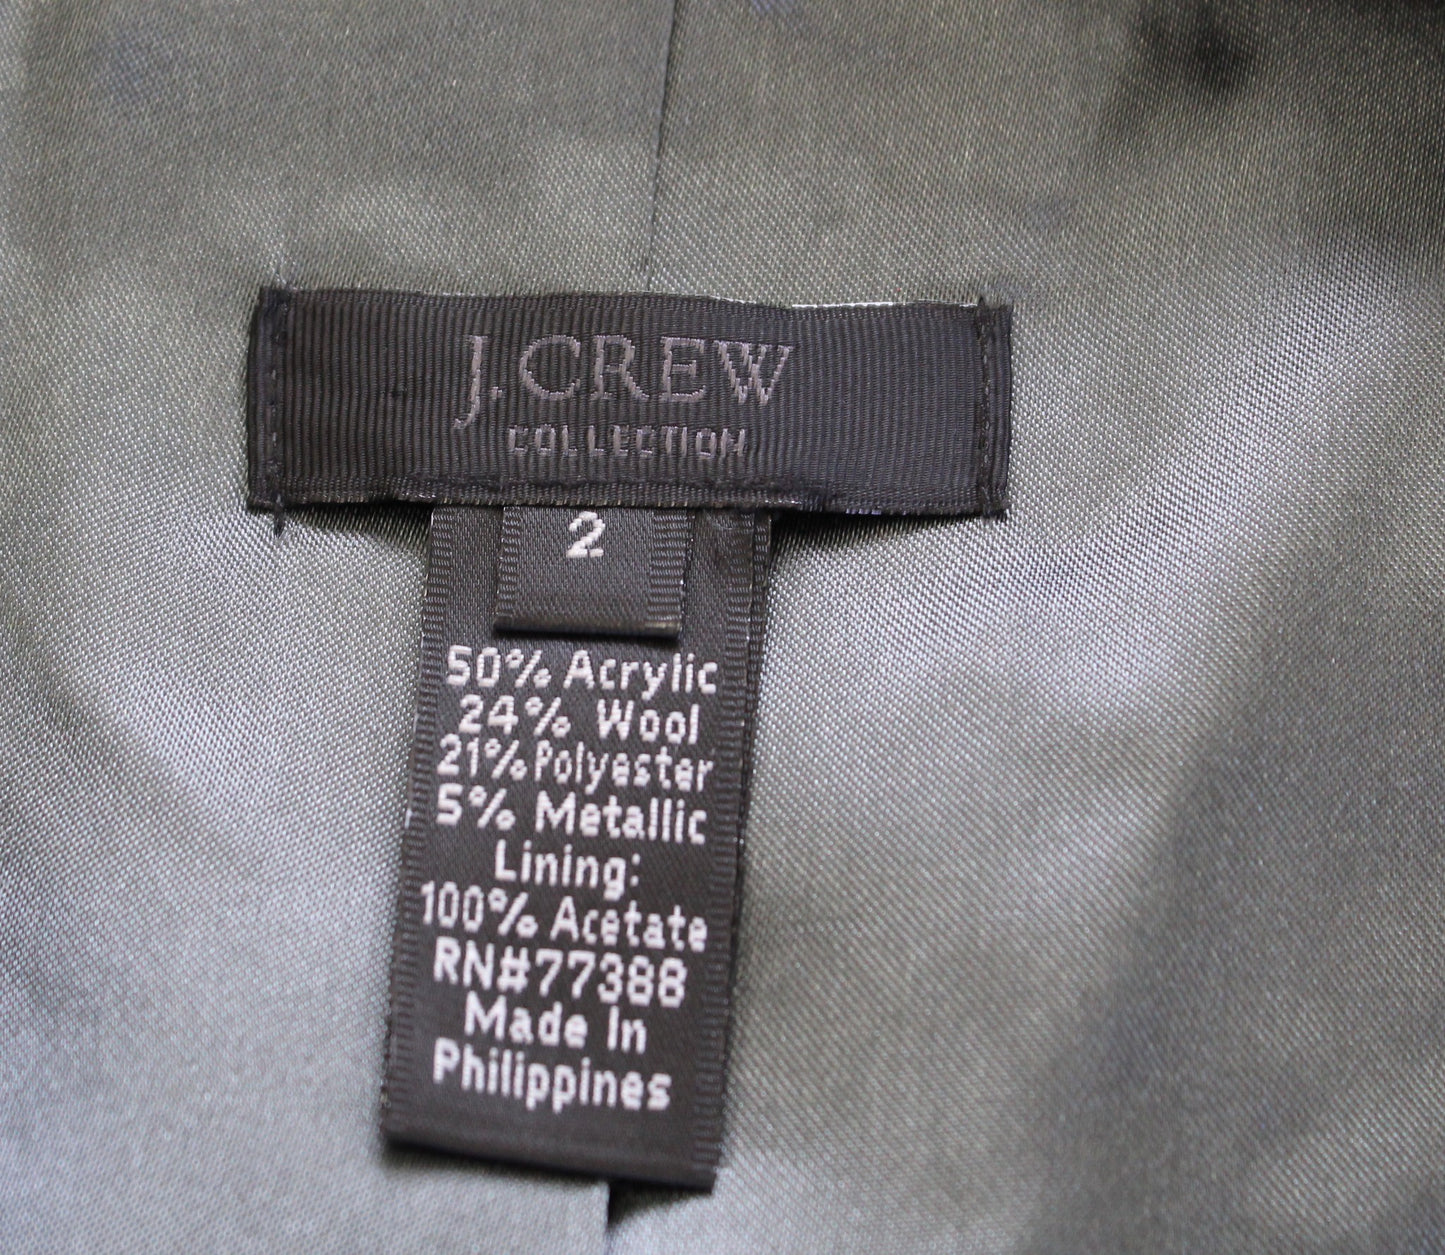 J.CREW
COLLECTION
2
50% Acrylic
24% Wool
21% Polyester
5% Metallic
Lining:
100% Acetate
RN#77388
Made In
Philippines